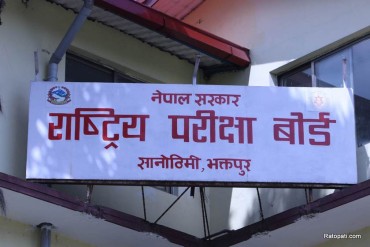 नेपाल सरकार
राष्ट्रिय परीक्षा बोर्ड
सानोठिमी, भक्तपुर
Ratopati.com